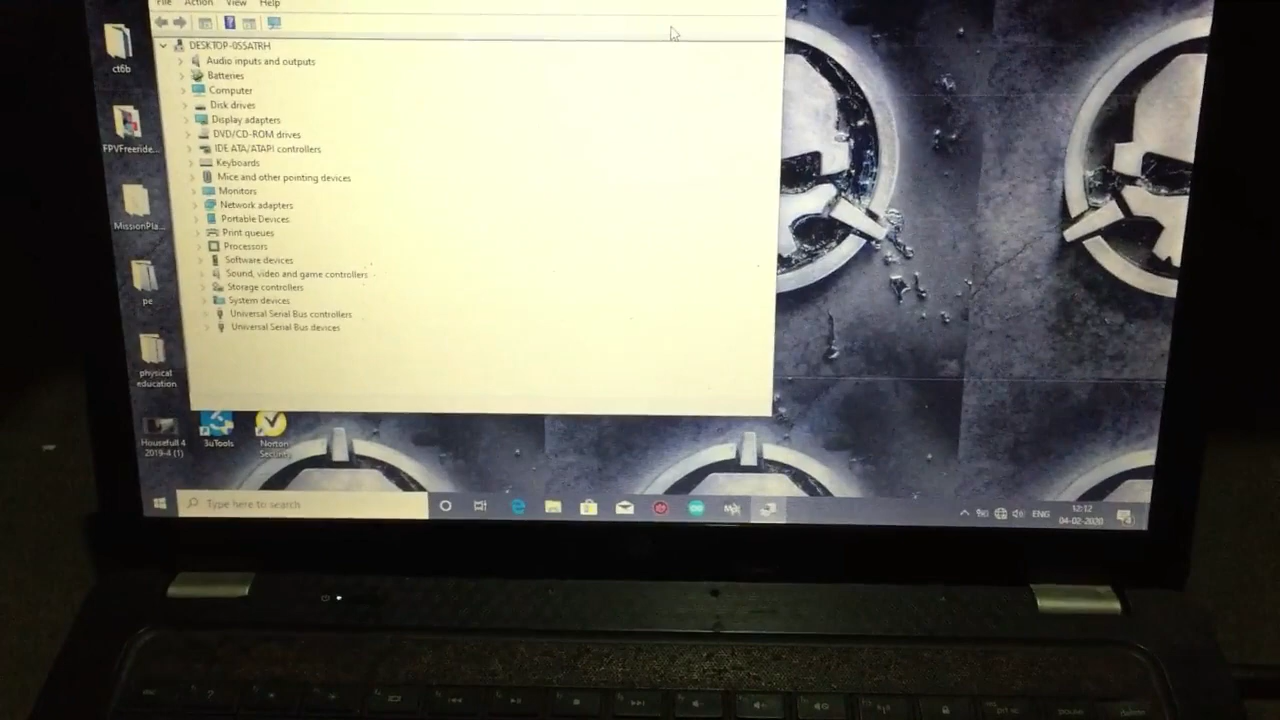 File Action View Help
DESKTOP-0SSATRH
Audio inputs and outputs
Batteries
Computer
Disk drives
Display adapters
DVD/CD-ROM drives
IDE ATA/ATAPI controllers
Keyboards
Mice and other pointing devices
Monitors
Network adapters
Portable Devices
Print queues
Processors
Software devices
Sound, video and game controllers
Storage controllers
System devices
Universal Serial Bus controllers
Universal Serial Bus devices
ct6b
FPVFreeride...
MissionPla...
pe
physical
education
Housefull 4
2019-4 (1)
3uTools
Norton
Security
Type here to search
ENG
12:12
04-02-2020